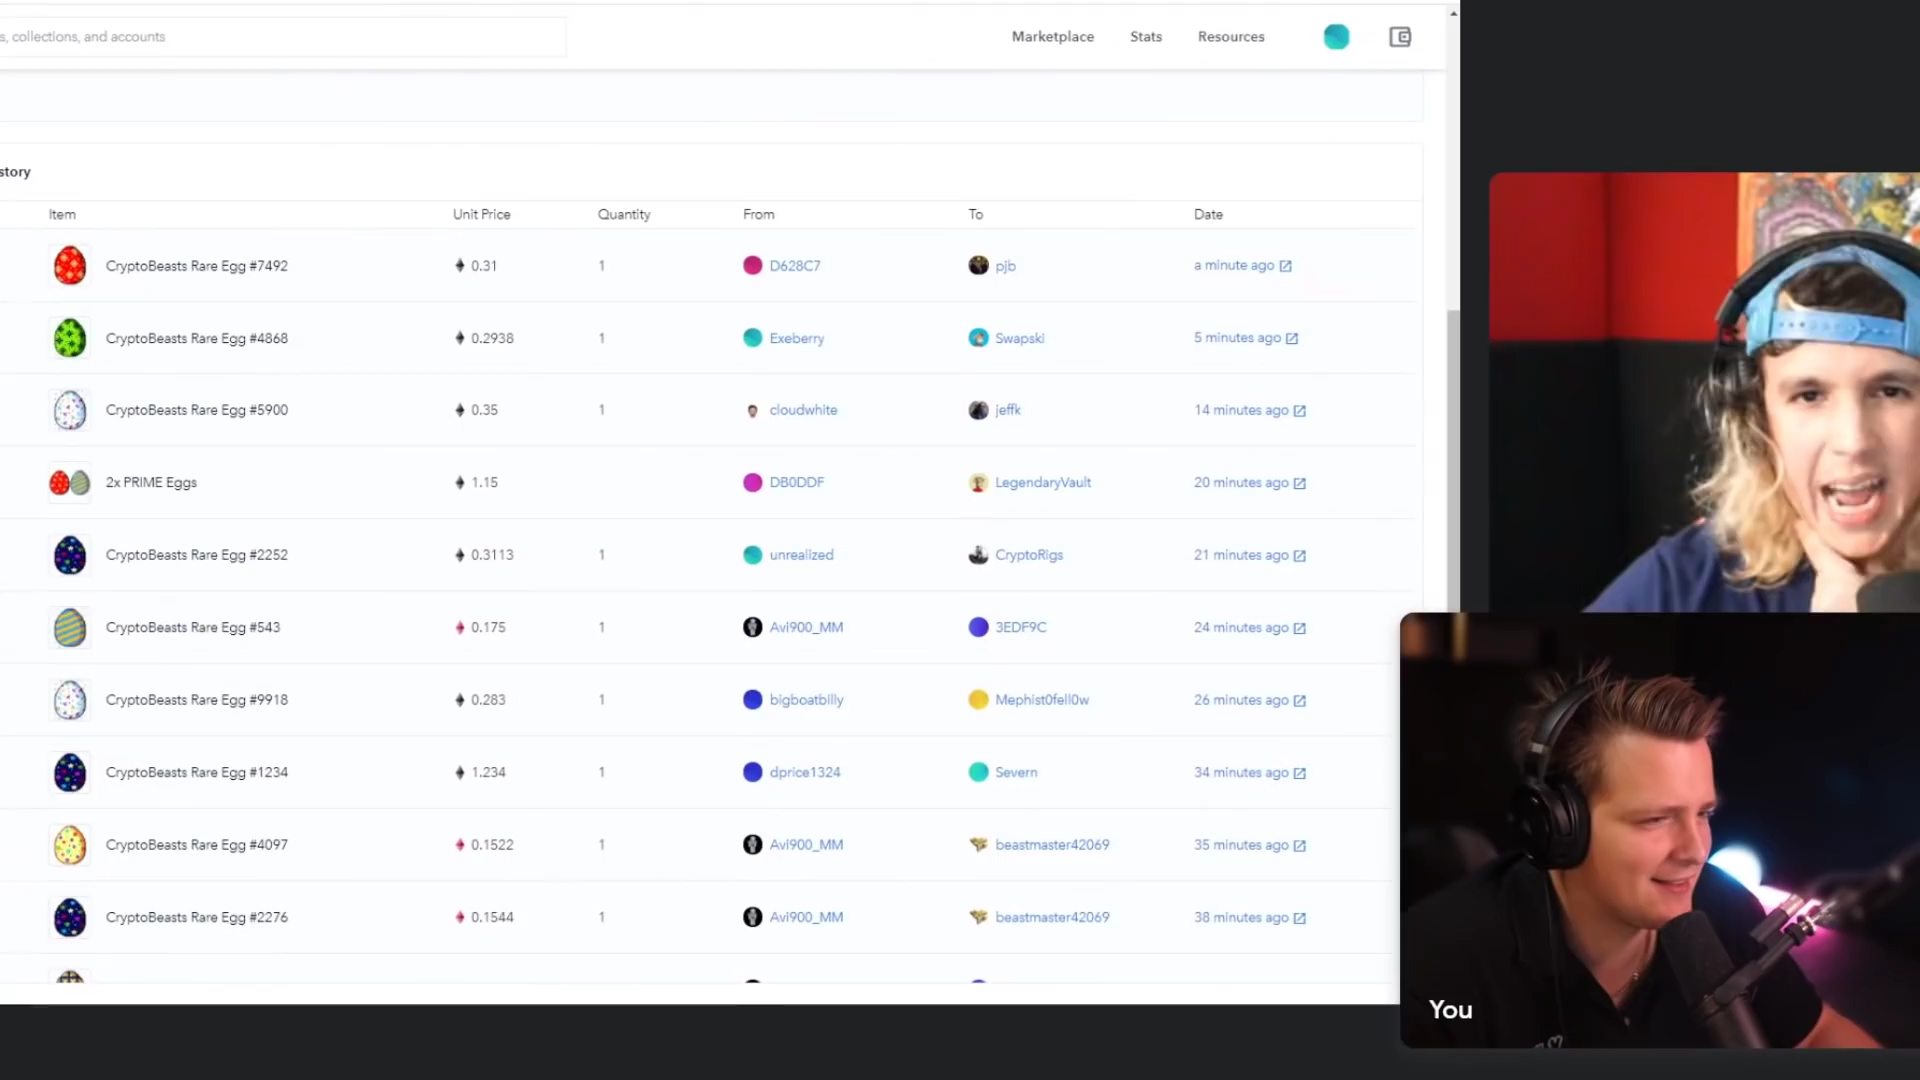 s, collections, and accounts
Marketplace Stats Resources
story
Item Unit Price Quantity From To Date
CryptoBeasts Rare Egg #7492 0.31 1 D628C7 pjb a minute ago
CryptoBeasts Rare Egg #4868 0.2938 1 Exeberry Swapski 5 minutes ago
CryptoBeasts Rare Egg #5900 0.35 1 cloudwhite jeffk 14 minutes ago
2x PRIME Eggs 1.15 DB0DDF LegendaryVault 20 minutes ago
CryptoBeasts Rare Egg #2252 0.3113 1 unrealized CryptoRigs 21 minutes ago
CryptoBeasts Rare Egg #543 0.175 1 Avi900_MM 3EDF9C 24 minutes ago
CryptoBeasts Rare Egg #9918 0.283 1 bigboatbilly Mephist0fell0w 26 minutes ago
CryptoBeasts Rare Egg #1234 1.234 1 dprice1324 Severn 34 minutes ago
CryptoBeasts Rare Egg #4097 0.1522 1 Avi900_MM beastmaster42069 35 minutes ago
CryptoBeasts Rare Egg #2276 0.1544 1 Avi900_MM beastmaster42069 38 minutes ago
You